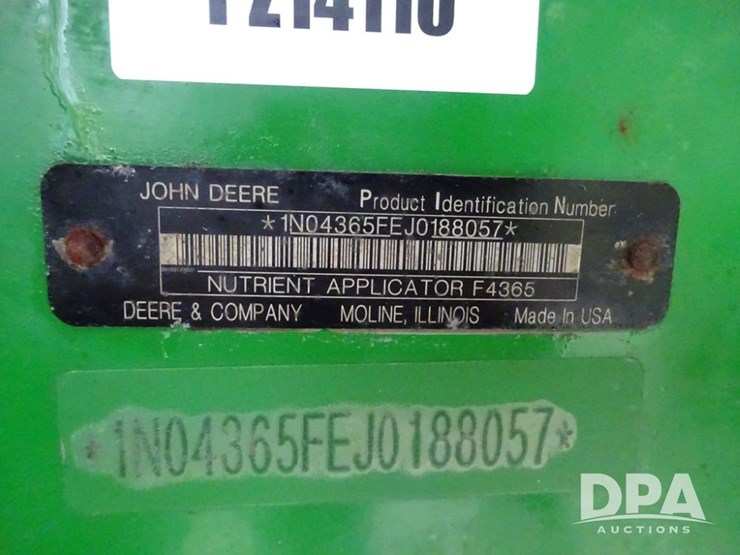 JOHN DEERE Product Identification Number
*1N04365FEJ0188057*
NUTRIENT APPLICATOR F4365
DEERE & COMPANY MOLINE, ILLINOIS Made In USA
*1N04365FEJ0188057*
DPA
AUCTIONS